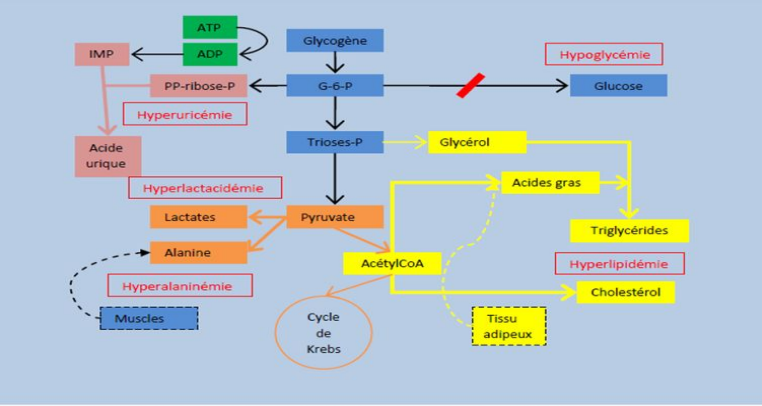 ATP
Glycogène
IMP
ADP
Hypoglycémie
PP-ribose-P
G-6-P
Glucose
Hyperuricémie
Acide
urique
Trioses-P
Glycérol
Hyperlactacidémie
Acides gras
Lactates
Pyruvate
Triglycérides
Alanine
AcétylCoA
Hyperlipidémie
Hyperalaninémie
Cholestérol
Muscles
Cycle
de
Krebs
Tissu
adipeux